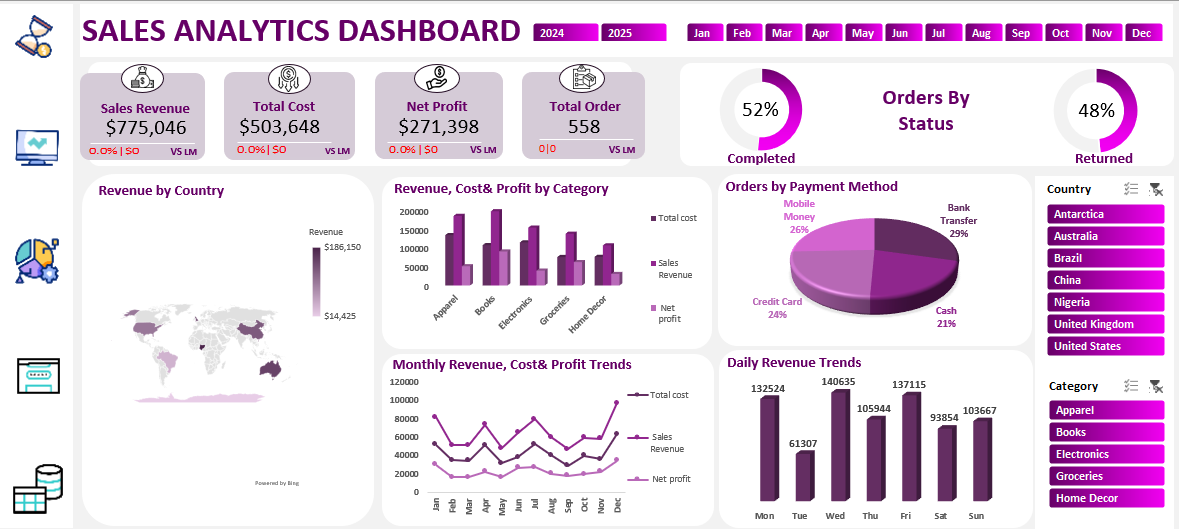 SALES ANALYTICS DASHBOARD
2024 2025
Jan Feb Mar Apr May Jun Jul Aug Sep Oct Nov Dec
Sales Revenue
$775,046
0.0% | $0 VS LM
Total Cost
$503,648
0.0% | $0 VS LM
Net Profit
$271,398
0.0% | $0 VS LM
Total Order
558
0|0 VS LM
52%
Completed
Orders By
Status
48%
Returned
Revenue by Country
Revenue
$186,150
$14,425
Powered by Bing
Revenue, Cost& Profit by Category
200000
150000
100000
50000
0
Apparel
Books
Electronics
Groceries
Home Decor
Total cost
Sales
Revenue
Net
profit
Orders by Payment Method
Mobile
Money
26%
Bank
Transfer
29%
Credit Card
24%
Cash
21%
Country
Antarctica
Australia
Brazil
China
Nigeria
United Kingdom
United States
Monthly Revenue, Cost& Profit Trends
120000
100000
80000
60000
40000
20000
0
Jan Feb Mar Apr May Jun Jul Aug Sep Oct Nov Dec
Total cost
Sales
Revenue
Net profit
Daily Revenue Trends
132524
61307
140635
105944
137115
93854
103667
Mon Tue Wed Thu Fri Sat Sun
Category
Apparel
Books
Electronics
Groceries
Home Decor